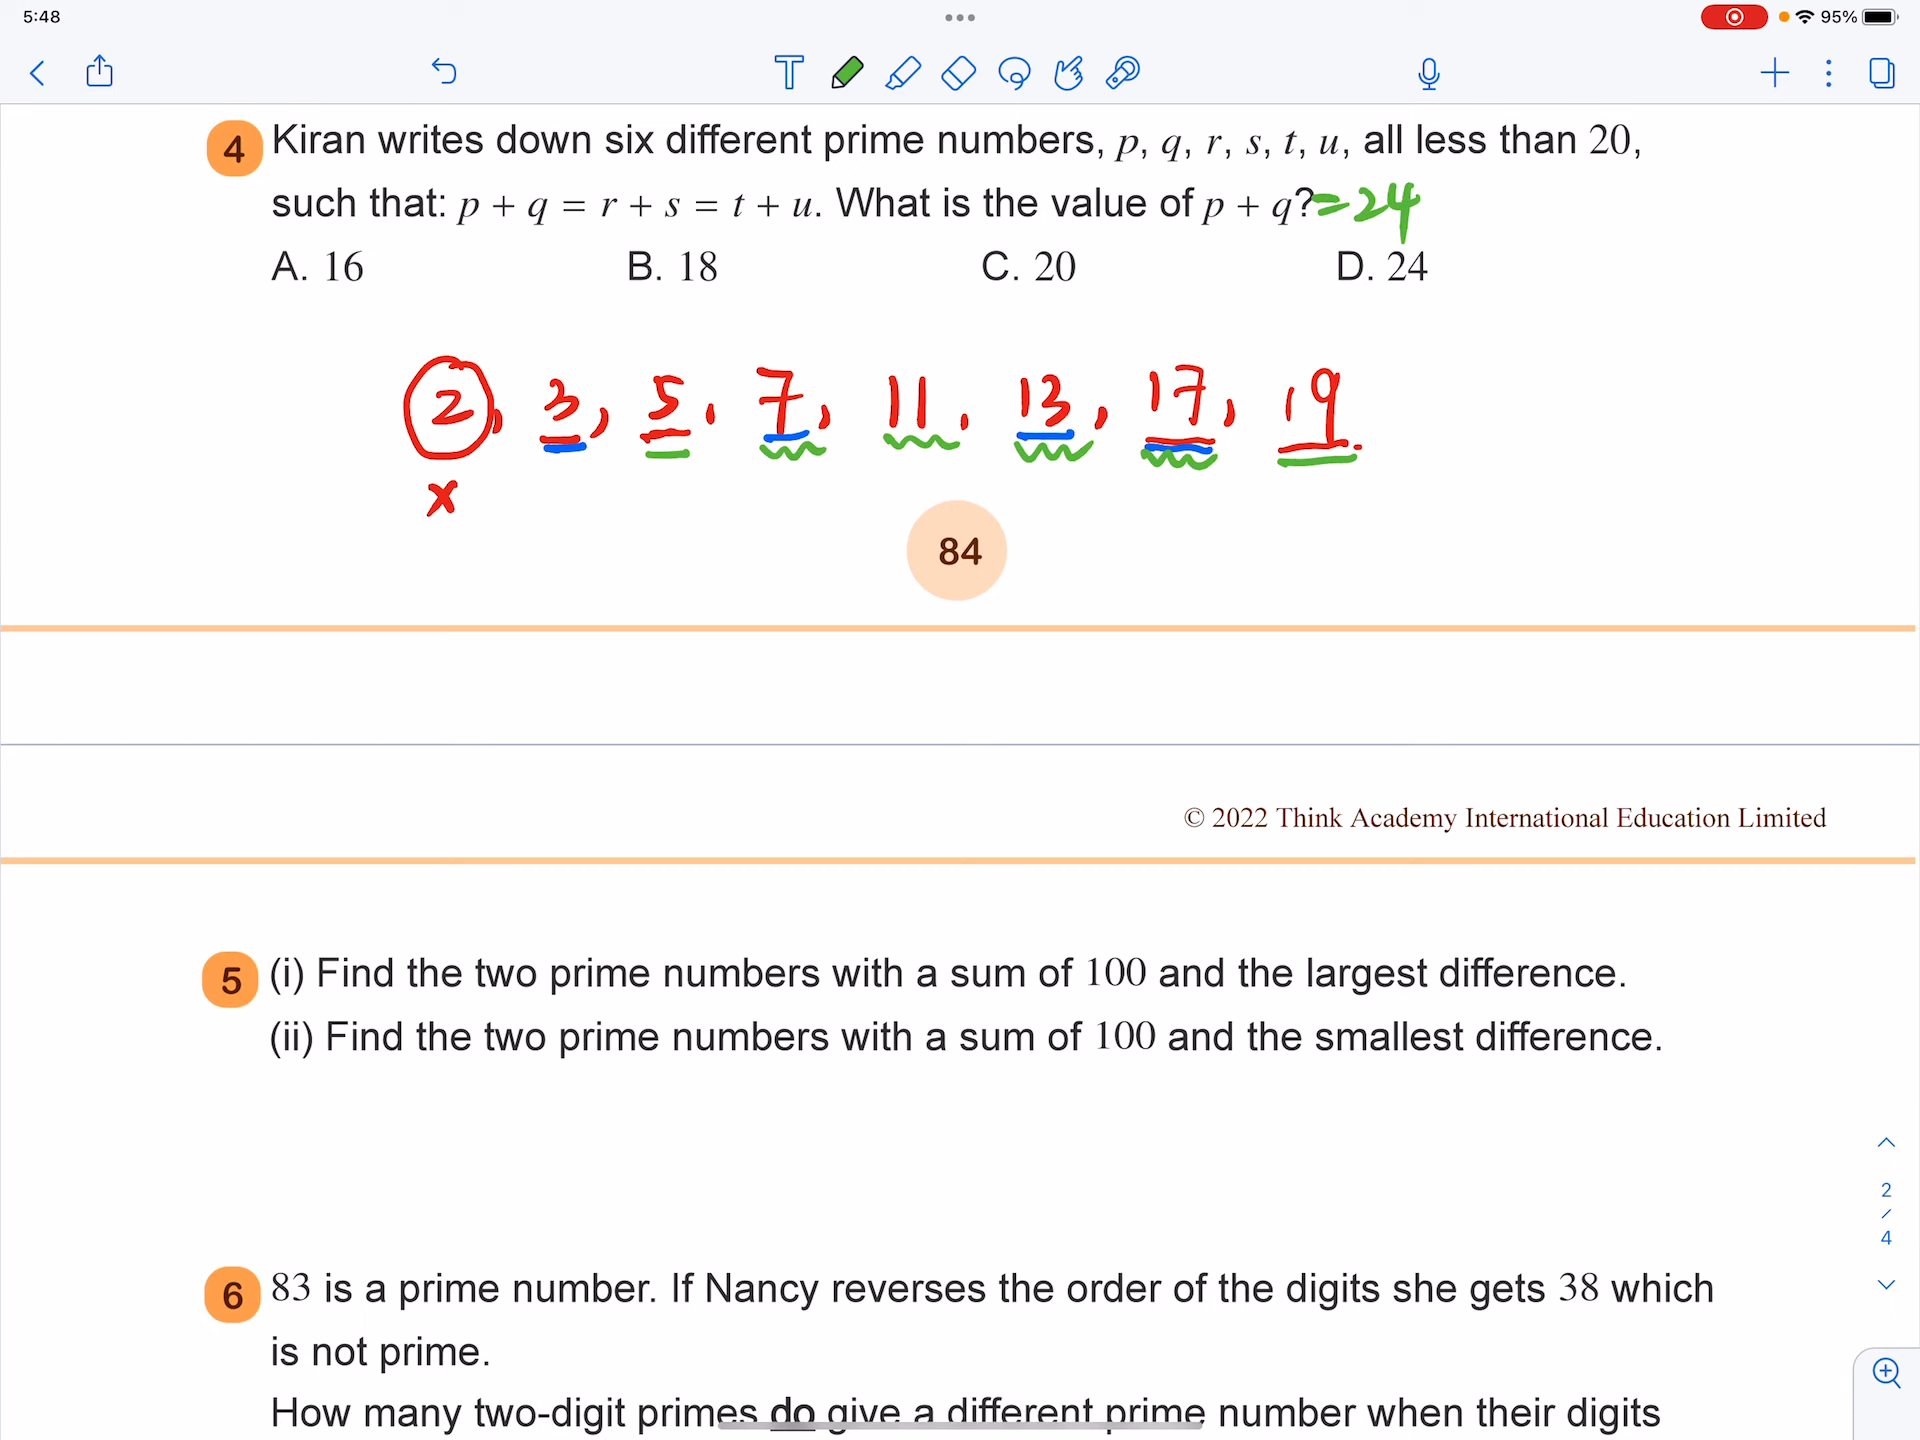 5:48
95%
4 Kiran writes down six different prime numbers, p, q, r, s, t, u, all less than 20,
such that: p + q = r + s = t + u. What is the value of p + q? = 24
A. 16 B. 18 C. 20 D. 24
2, 3, 5, 7, 11, 13, 17, 19.
x
84
© 2022 Think Academy International Education Limited
5 (i) Find the two prime numbers with a sum of 100 and the largest difference.
(ii) Find the two prime numbers with a sum of 100 and the smallest difference.
2
/
4
6 83 is a prime number. If Nancy reverses the order of the digits she gets 38 which
is not prime.
How many two-digit primes do give a different prime number when their digits